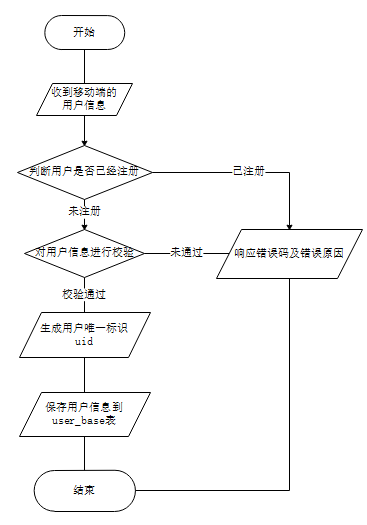 开始
收到移动端的
用户信息
判断用户是否已经注册
已注册
未注册
对用户信息进行校验
未通过
响应错误码及错误原因
校验通过
生成用户唯一标识
uid
保存用户信息到
user_base表
结束